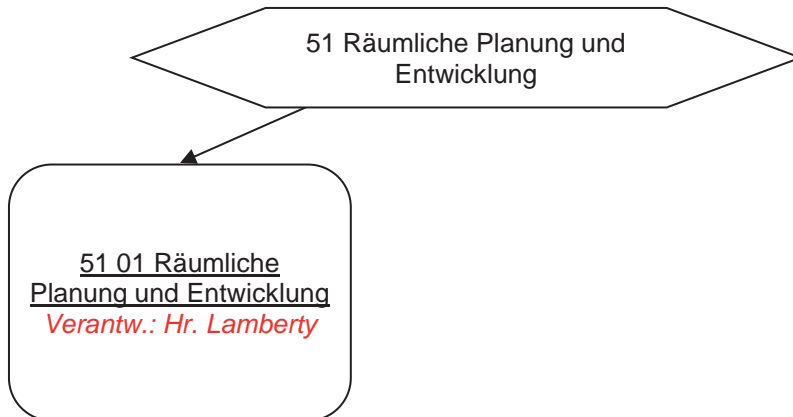 51 Räumliche Planung und
Entwicklung
51 01 Räumliche
Planung und Entwicklung
Verantw.: Hr. Lamberty